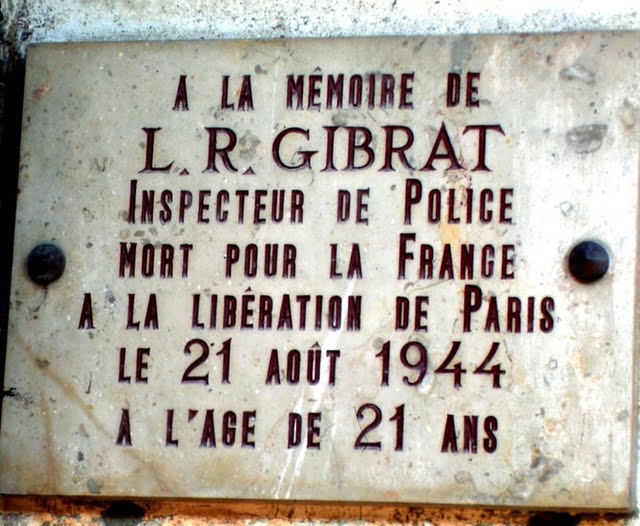 A LA MÊMOIRE DE
L. R. GIBRAT
INSPECTEUR DE POLICE
MORT POUR LA FRANCE
A LA LIBÉRATION DE PARIS
LE 21 AOÛT 1944
A L'AGE DE 21 ANS